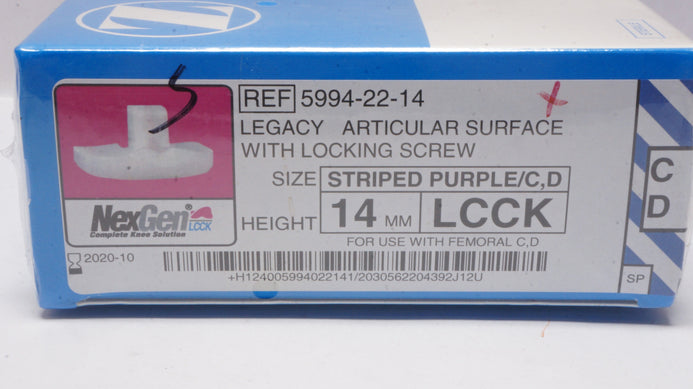 REF 5994-22-14
LEGACY ARTICULAR SURFACE
WITH LOCKING SCREW
SIZE STRIPED PURPLE/C,D
HEIGHT 14 MM LCCK
FOR USE WITH FEMORAL C,D
NexGen LCCK
Complete Knee Solution
2020-10
+H124005994022141/2030562204392J12U
C
D
SP